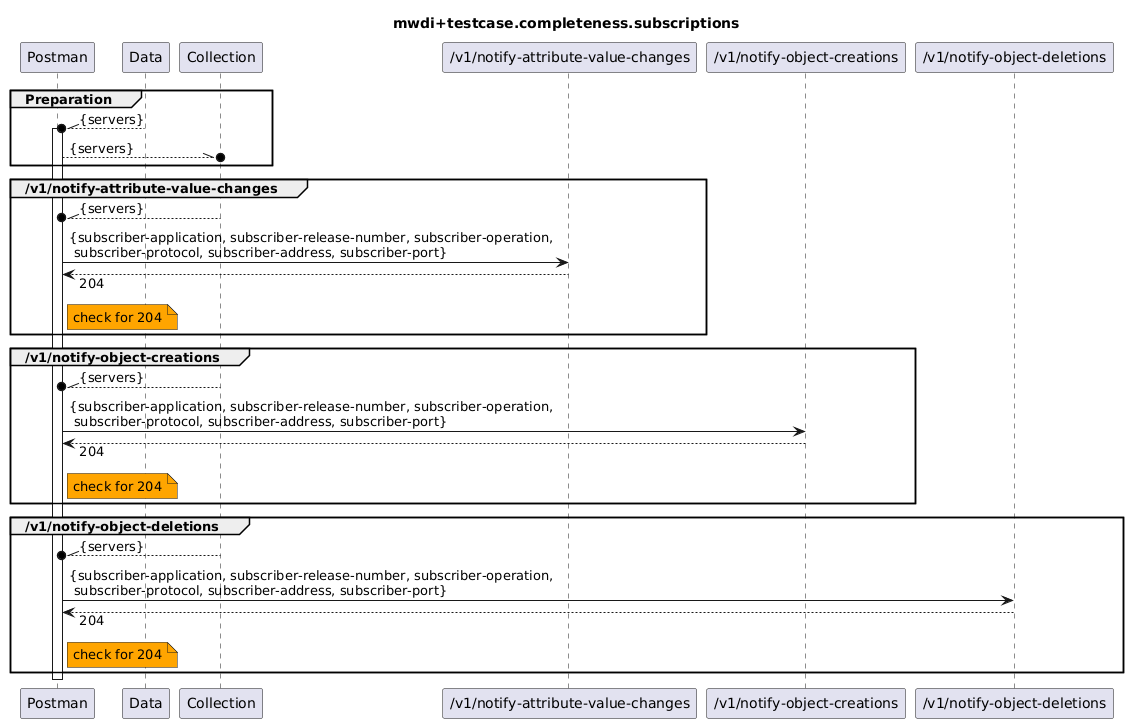 mwdi+testcase.completeness.subscriptions
Postman Data Collection /v1/notify-attribute-value-changes /v1/notify-object-creations /v1/notify-object-deletions
Preparation
{servers}
{servers}
/v1/notify-attribute-value-changes
{servers}
{subscriber-application, subscriber-release-number, subscriber-operation,
subscriber-protocol, subscriber-address, subscriber-port}
204
check for 204
/v1/notify-object-creations
{servers}
{subscriber-application, subscriber-release-number, subscriber-operation,
subscriber-protocol, subscriber-address, subscriber-port}
204
check for 204
/v1/notify-object-deletions
{servers}
{subscriber-application, subscriber-release-number, subscriber-operation,
subscriber-protocol, subscriber-address, subscriber-port}
204
check for 204
Postman Data Collection /v1/notify-attribute-value-changes /v1/notify-object-creations /v1/notify-object-deletions